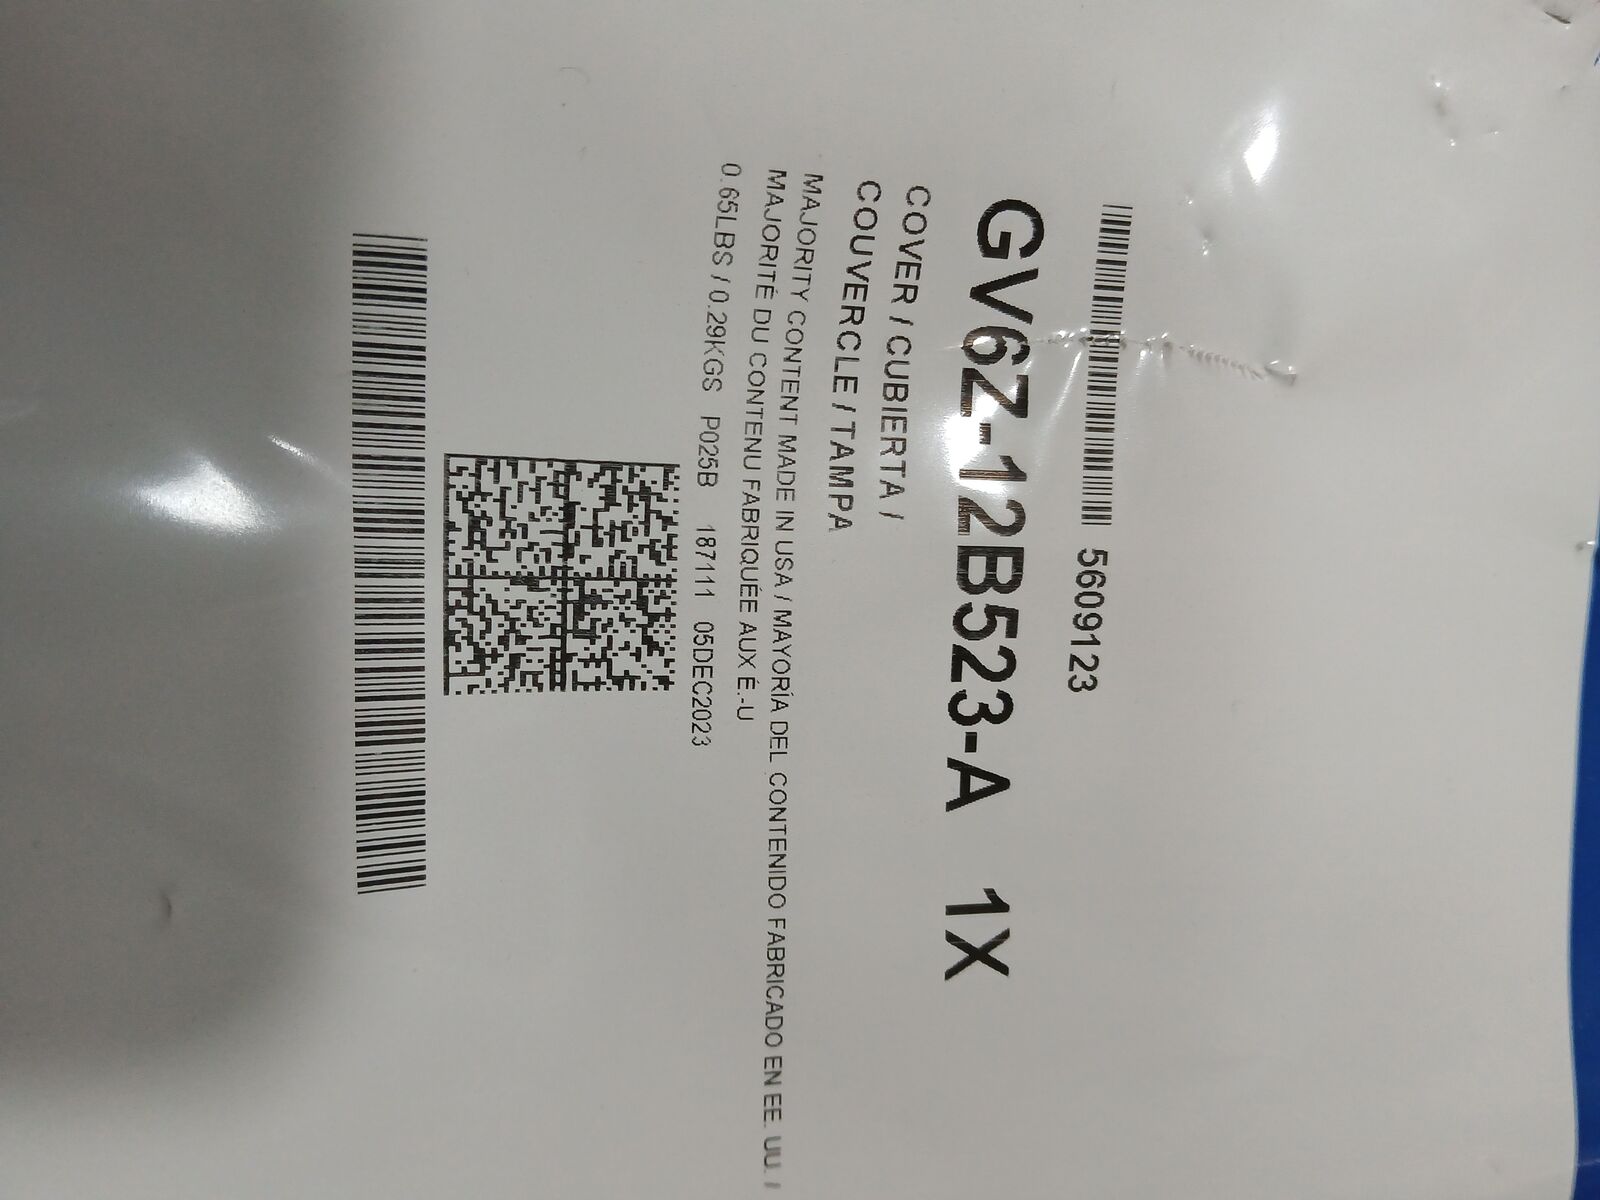 5609123
GV6Z-12B523-A 1X
COVER / CUBIERTA /
COUVERCLE / TAMPA
MAJORITY CONTENT MADE IN USA / MAYORÍA DEL CONTENIDO FABRICADO EN EE. UU. /
MAJORITÉ DU CONTENU FABRIQUÉE AUX É.-U
0.65LBS / 0.29KGS P025B 187111 05DEC2023